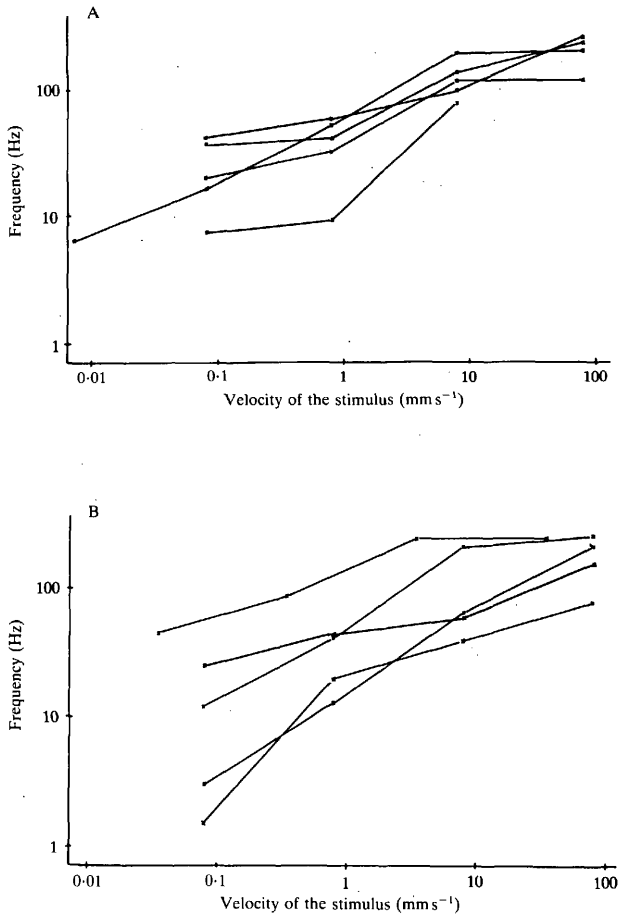 A
Frequency (Hz)
100
10
1
0·01 0·1 1 10 100
Velocity of the stimulus (mm s⁻¹)
B
Frequency (Hz)
100
10
1
0·01 0·1 1 10 100
Velocity of the stimulus (mm s⁻¹)